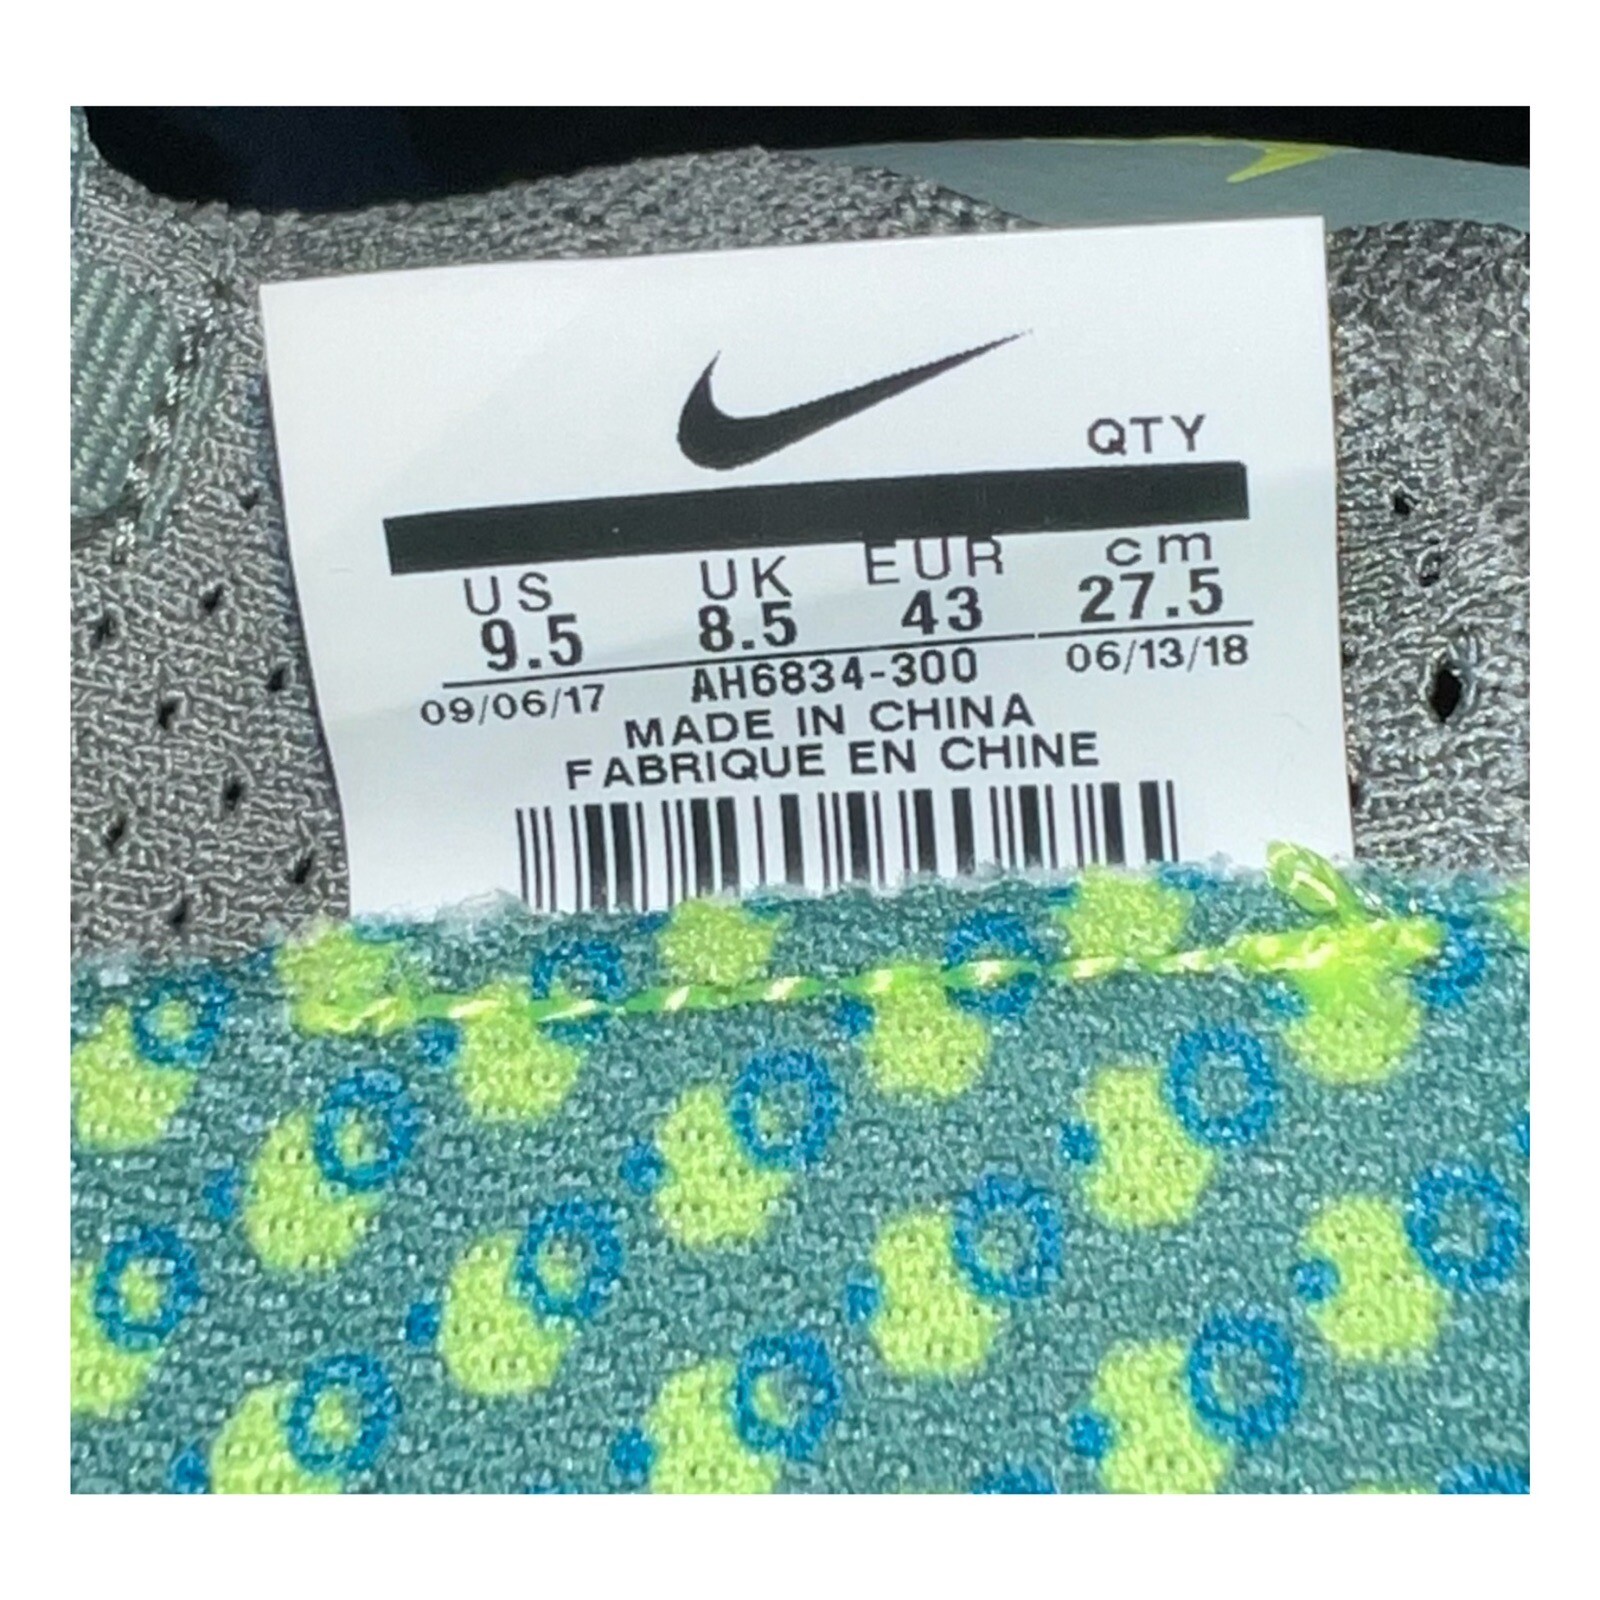 QTY
US UK EUR cm
9.5 8.5 43 27.5
09/06/17 AH6834-300 06/13/18
MADE IN CHINA
FABRIQUE EN CHINE